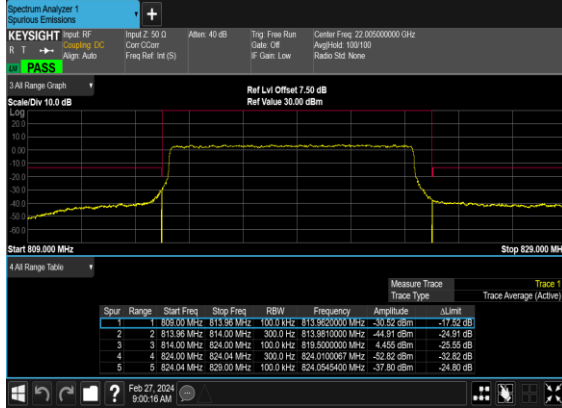 Spectrum Analyzer 1
Spurious Emissions
+
KEYSIGHT Input: RF Input Z: 50 Ω Atten: 40 dB Trig: Free Run Center Freq: 22.005000000 GHz
R T Coupling: DC Corr CCorr Gate: Off Avg|Hold: 100/100
Align: Auto Freq Ref: Int (S) IF Gain: Low Radio Std: None
PASS
3 All Range Graph Ref Lvl Offset 7.50 dB
Scale/Div 10.0 dB Ref Value 30.00 dBm
Log
20.0
10.0
0.00
-10.0
-20.0
-30.0
-40.0
-50.0
-60.0
Start 809.000 MHz Stop 829.000 MHz
4 All Range Table
Measure Trace Trace 1
Trace Type Trace Average (Active)
Spur Range Start Freq Stop Freq RBW Frequency Amplitude ΔLimit
1 1 809.00 MHz 813.96 MHz 100.0 kHz 813.9620000 MHz -30.52 dBm -17.52 dB
2 2 813.96 MHz 814.00 MHz 300.0 Hz 813.9810000 MHz -44.91 dBm -24.91 dB
3 3 814.00 MHz 824.00 MHz 100.0 kHz 819.5000000 MHz 4.455 dBm -25.55 dB
4 4 824.00 MHz 824.04 MHz 300.0 Hz 824.0100067 MHz -52.82 dBm -32.82 dB
5 5 824.04 MHz 829.00 MHz 100.0 kHz 824.0545400 MHz -37.80 dBm -24.80 dB
? Feb 27, 2024
9:00:16 AM